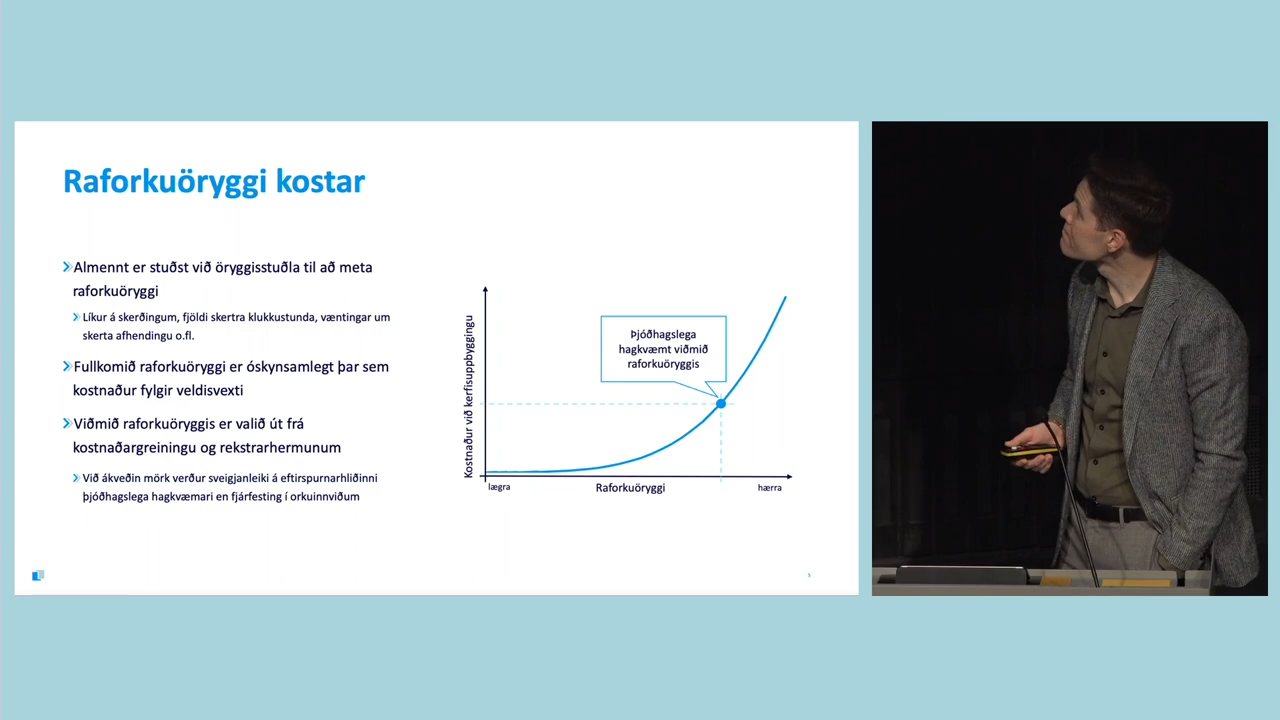 Raforkuöryggi kostar
Almennt er stuðst við öryggisstuðla til að meta
raforkuöryggi
Líkur á skerðingum, fjöldi skertra klukkustunda, væntingar um
skerta afhendingu o.fl.
Fullkomið raforkuöryggi er óskynsamlegt þar sem
kostnaður fylgir veldisvexti
Viðmið raforkuöryggis er valið út frá
kostnaðargreiningu og rekstrarhermunum
Við ákveðin mörk verður sveigjanleiki á eftirspurnarhliðinni
þjóðhagslega hagkvæmari en fjárfesting í orkuinnviðum
Kostnaður við kerfisuppbyggingu
Þjóðhagslega
hagkvæmt viðmið
raforkuöryggis
lægra
Raforkuöryggi
hærra
5